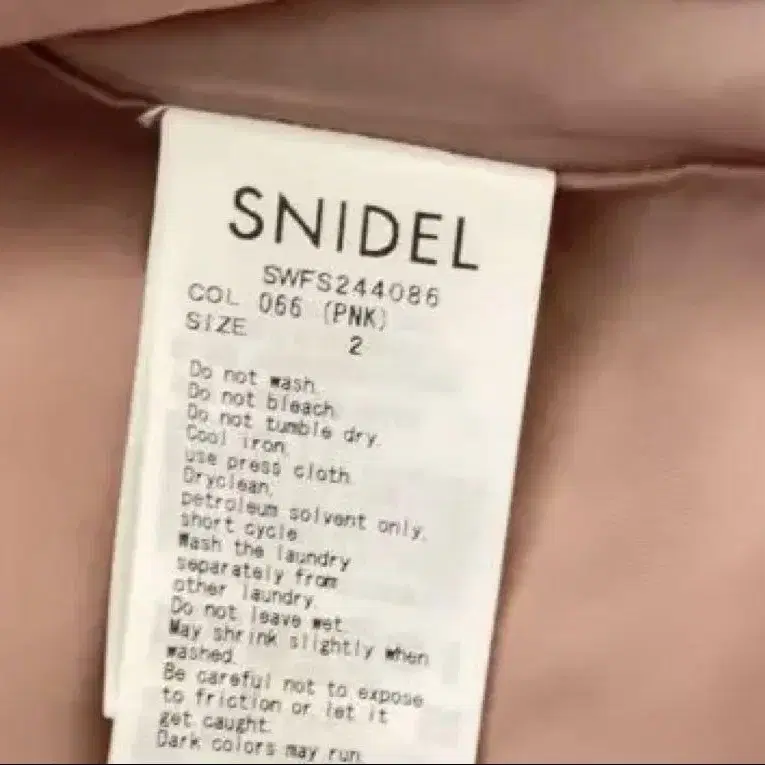 SNIDEL
SWFS244086
COL 066 (PNK)
SIZE 2
Do not wash.
Do not bleach.
Do not tumble dry.
Cool iron.
use press cloth.
Dryclean,
petroleum solvent only,
short cycle
Wash the laundry
separately from
other laundry.
Do not leave wet.
May shrink slightly when
washed.
Be careful not to expose
to friction or let it
get caught.
Dark colors may run